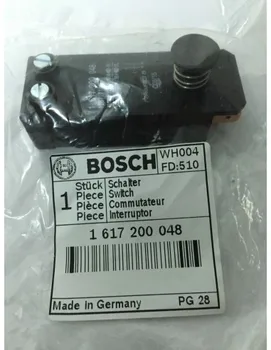 BOSCH
WH004
FD:510
1
Stück Schalter
Piece Switch
Pièce Commutateur
Piece Interruptor
1 617 200 048
Made in Germany PG 28